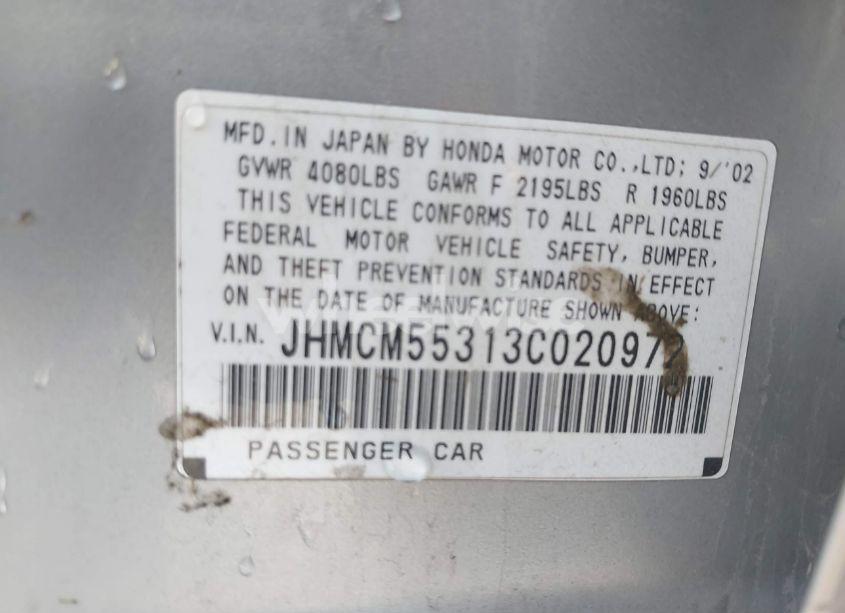 MFD.IN JAPAN BY HONDA MOTOR CO.,LTD; 9/'02
GVWR 4080LBS GAWR F 2195LBS R 1960LBS
THIS VEHICLE CONFORMS TO ALL APPLICABLE
FEDERAL MOTOR VEHICLE SAFETY, BUMPER,
AND THEFT PREVENTION STANDARDS IN EFFECT
ON THE DATE OF MANUFACTURE SHOWN ABOVE:
V.I.N. JHMCM55313C020972
PASSENGER CAR